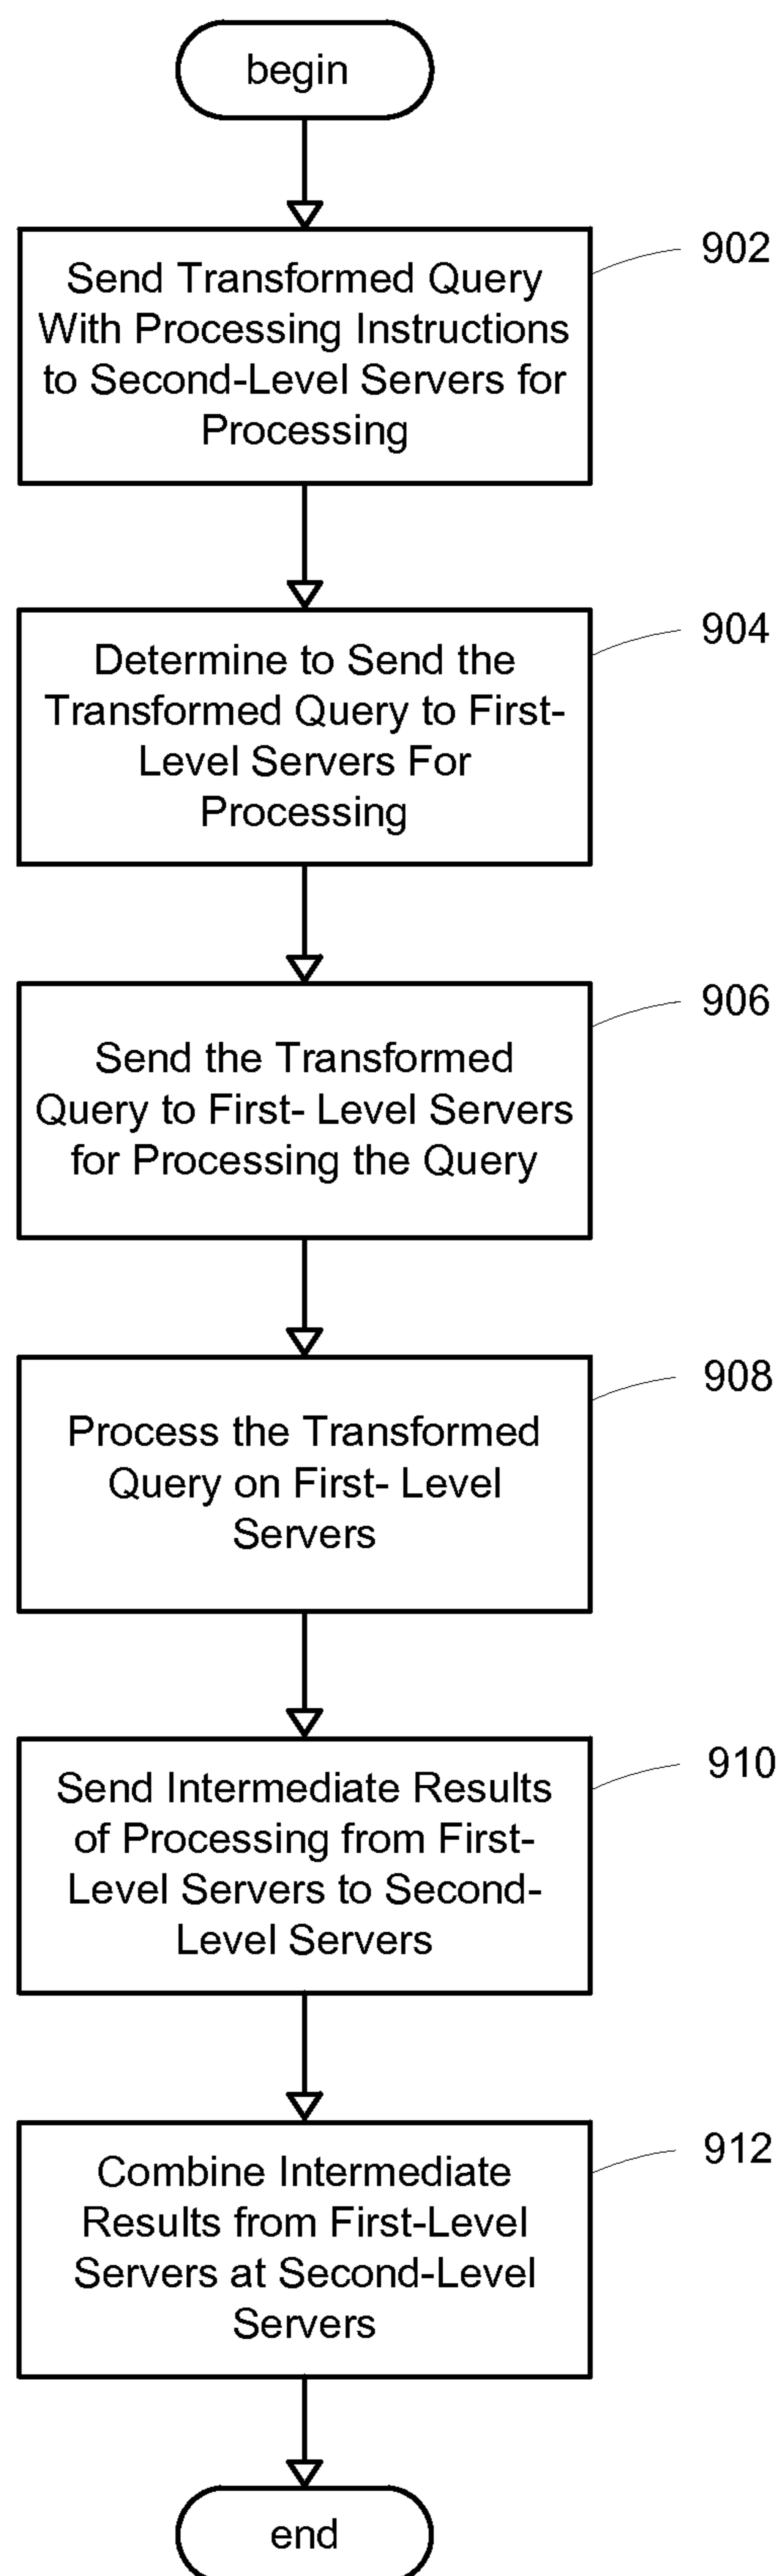 begin
902
Send Transformed Query
With Processing Instructions
to Second-Level Servers for
Processing
904
Determine to Send the
Transformed Query to First-
Level Servers For
Processing
906
Send the Transformed
Query to First- Level Servers
for Processing the Query
908
Process the Transformed
Query on First- Level
Servers
910
Send Intermediate Results
of Processing from First-
Level Servers to Second-
Level Servers
912
Combine Intermediate
Results from First-Level
Servers at Second-Level
Servers
end